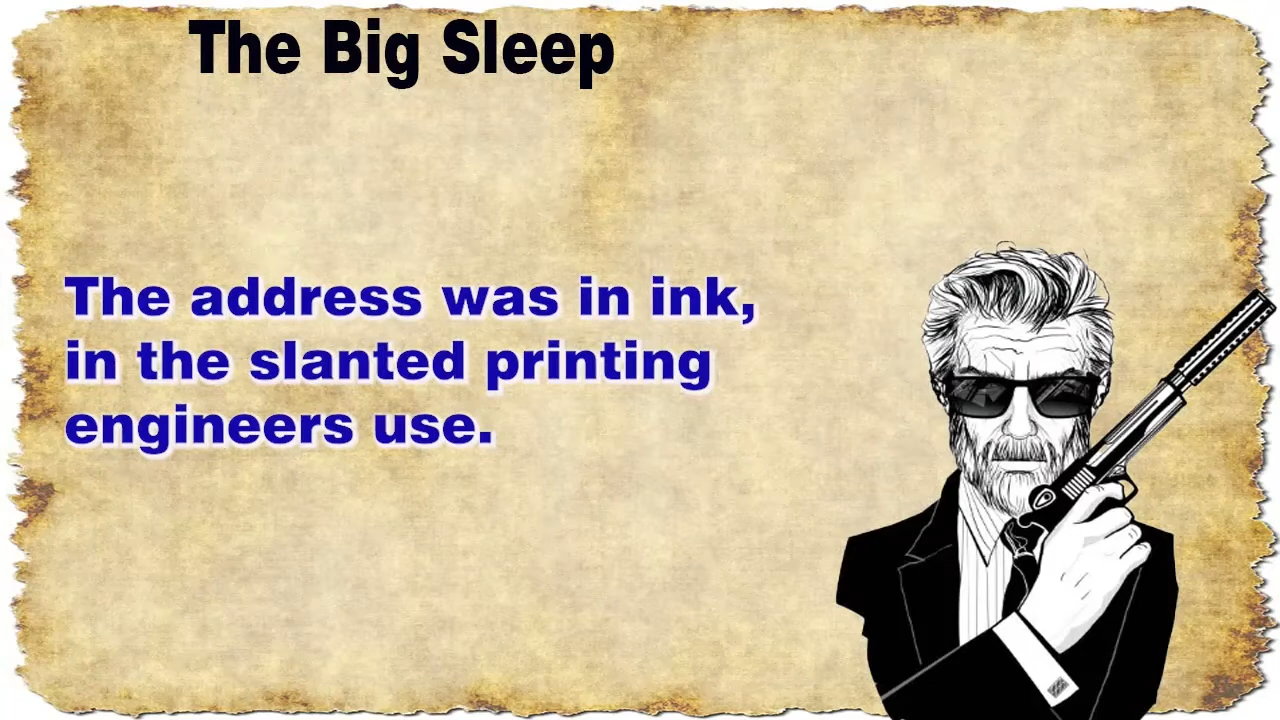 The Big Sleep
The address was in ink,
in the slanted printing
engineers use.